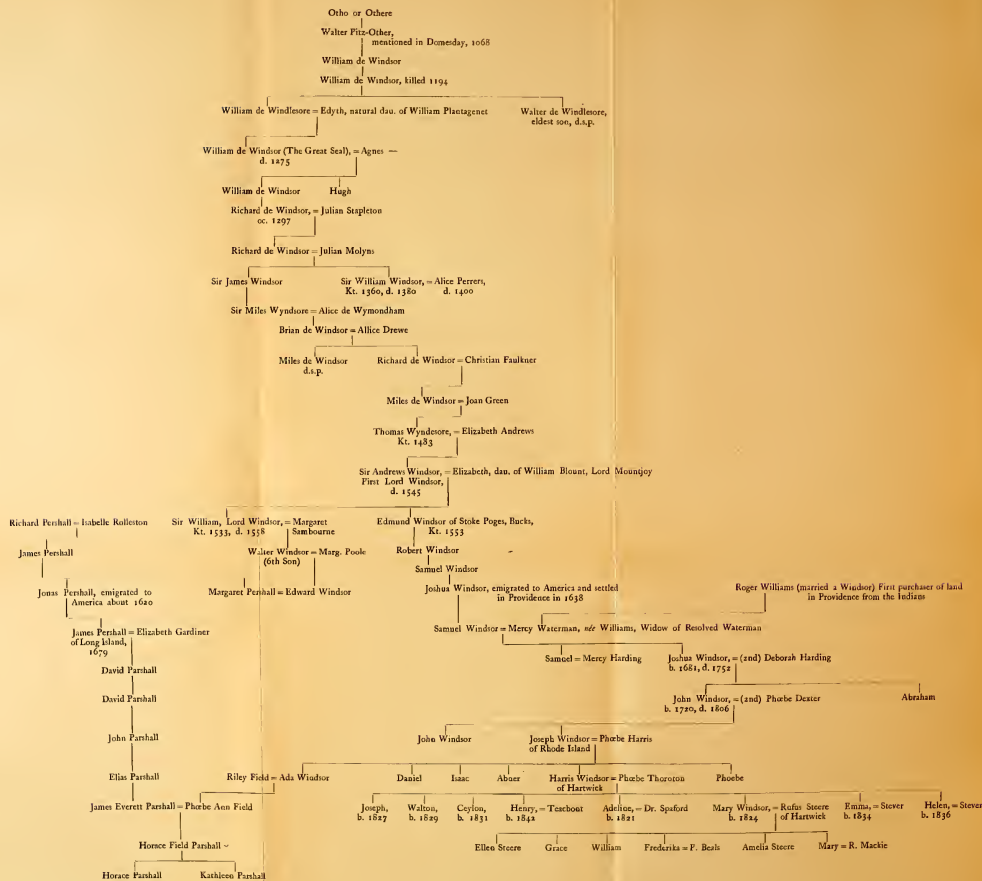 Otho or Othere
Walter Fitz-Other,
mentioned in Domesday, 1068
William de Windsor
William de Windsor, killed 1194
William de Windlesore = Edyth, natural dau. of William Plantagenet
Walter de Windlesore,
eldest son, d.s.p.
William de Windsor (The Great Seal), = Agnes —
d. 1275
William de Windsor
Hugh
Richard de Windsor, = Julian Stapleton
oc. 1297
Richard de Windsor = Julian Molyns
Sir James Windsor
Sir William Windsor, = Alice Perrers,
Kt. 1360, d. 1380 d. 1400
Sir Miles Wyndsore = Alice de Wymondham
Brian de Windsor = Allice Drewe
Miles de Windsor
d.s.p.
Richard de Windsor = Christian Faulkner
Miles de Windsor = Joan Green
Thomas Wyndesore, = Elizabeth Andrews
Kt. 1483
Sir Andrews Windsor, = Elizabeth, dau. of William Blount, Lord Mountjoy
First Lord Windsor,
d. 1545
Richard Pershall = Isabelle Rolleston
Sir William, Lord Windsor, = Margaret
Kt. 1533, d. 1558 Sambourne
Edmund Windsor of Stoke Poges, Bucks,
Kt. 1553
James Pershall
Walter Windsor = Marg. Poole
(6th Son)
Robert Windsor
Samuel Windsor
Jonas Pershall, emigrated to
America about 1620
Margaret Pershall = Edward Windsor
Joshua Windsor, emigrated to America and settled
in Providence in 1638
Roger Williams (married a Windsor) First purchaser of land
in Providence from the Indians
James Pershall = Elizabeth Gardiner
of Long Island,
1679
Samuel Windsor = Mercy Waterman, née Williams, Widow of Resolved Waterman
Samuel = Mercy Harding
Joshua Windsor, = (2nd) Deborah Harding
b. 1681, d. 1752
David Parshall
David Parshall
John Windsor, = (2nd) Phœbe Dexter
b. 1720, d. 1806
Abraham
John Parshall
John Windsor
Joseph Windsor = Phœbe Harris
of Rhode Island
Elias Parshall
Riley Field = Ada Windsor
Daniel
Isaac
Abner
Harris Windsor = Phœbe Thornton
of Hartwick
Phoebe
James Everett Parshall = Phœbe Ann Field
Joseph,
b. 1827
Walton,
b. 1829
Ceylon,
b. 1831
Henry, = Teachout
b. 1842
Adeline, = Dr. Spaford
b. 1821
Mary Windsor, = Rufus Steere
b. 1824 of Hartwick
Emma, = Stever
b. 1834
Helen, = Stever
b. 1836
Horace Field Parshall
Ellen Steere
Grace
William
Frederika = P. Beals
Amelia Steere
Mary = R. Mackie
Horace Parshall
Kathleen Parshall